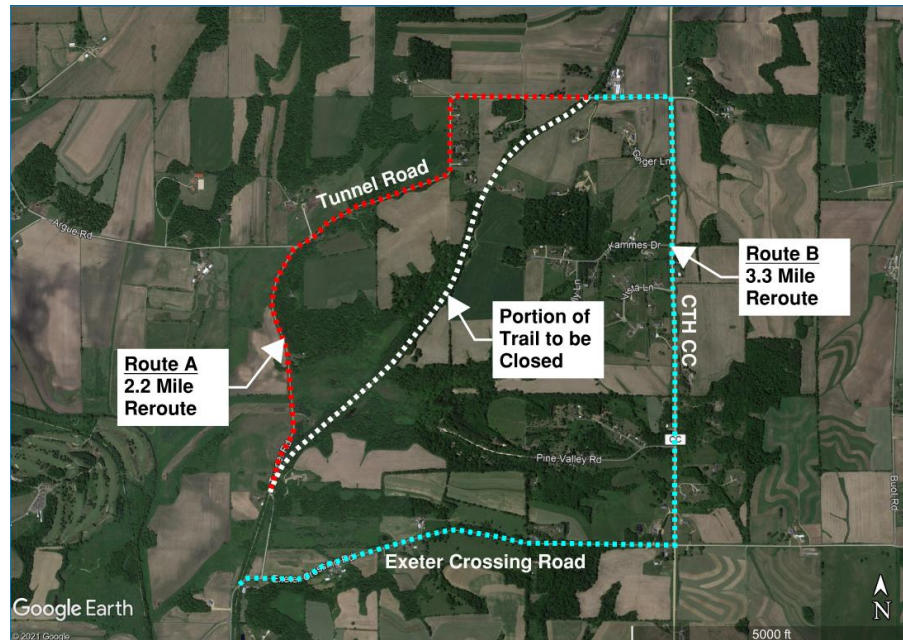 Geiger Ln
Tunnel Road
Argue Rd
Yammes Dr
Route B
3.3 Mile
Reroute
Vista Ln
Portion of
Trail to be
Closed
CTH CC
Route A
2.2 Mile
Reroute
CC
Pine Valley Rd
Exeter Crossing Road
Google Earth
N
© 2021 Google
5000 ft